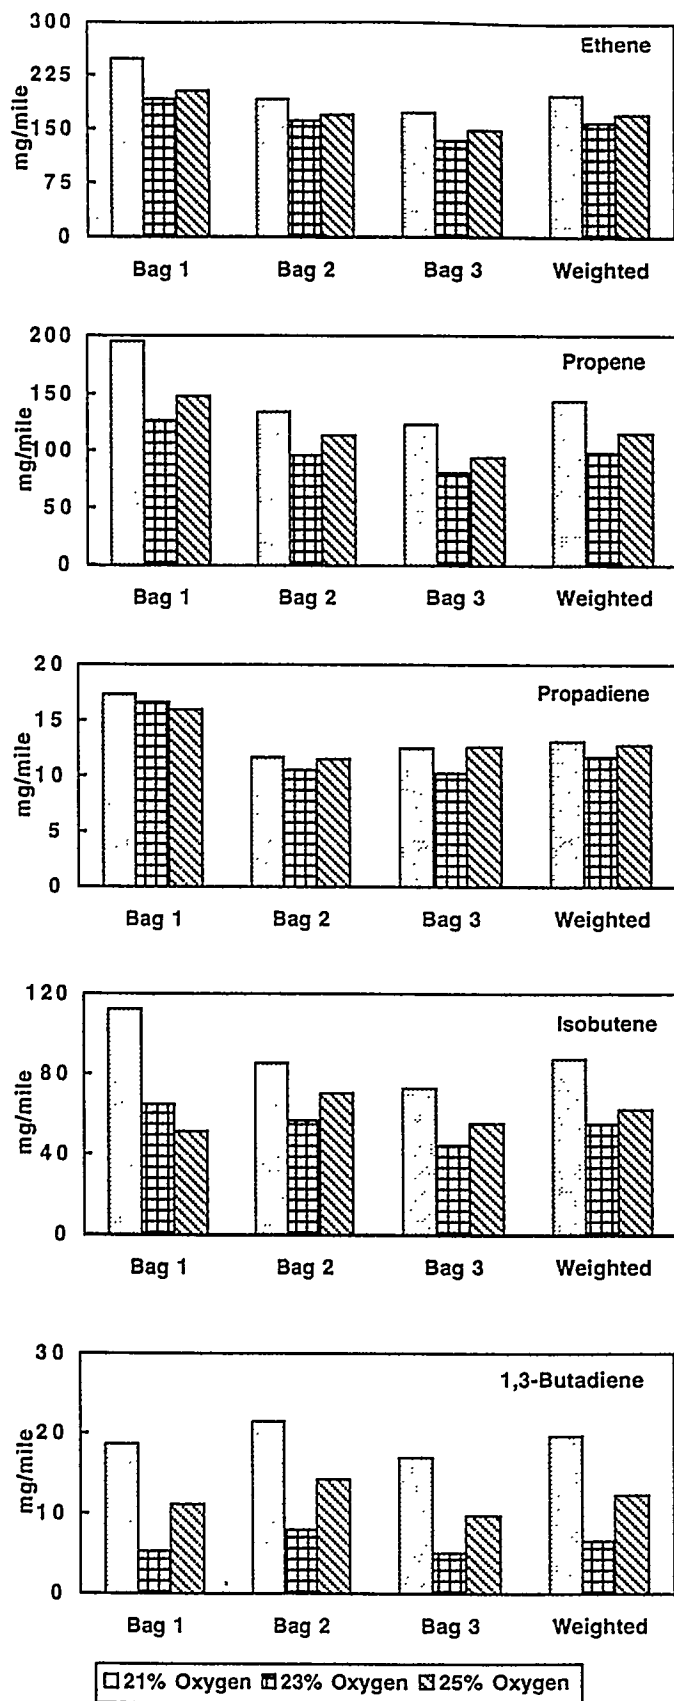 300
Ethene
225
150
75
0
mg/mile
Bag 1 Bag 2 Bag 3 Weighted
200
Propene
150
100
50
0
mg/mile
Bag 1 Bag 2 Bag 3 Weighted
20
Propadiene
15
10
5
0
mg/mile
Bag 1 Bag 2 Bag 3 Weighted
120
Isobutene
80
40
0
mg/mile
Bag 1 Bag 2 Bag 3 Weighted
30
1,3-Butadiene
20
10
0
mg/mile
Bag 1 Bag 2 Bag 3 Weighted
21% Oxygen 23% Oxygen 25% Oxygen